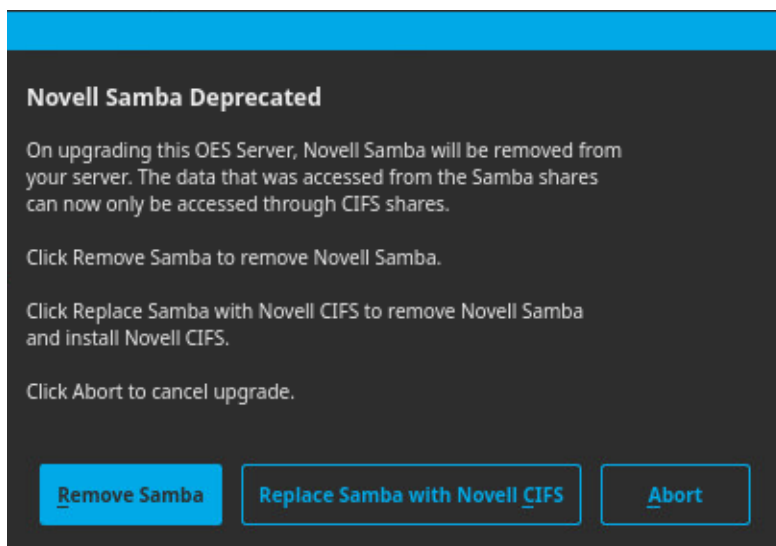 Novell Samba Deprecated
On upgrading this OES Server, Novell Samba will be removed from
your server. The data that was accessed from the Samba shares
can now only be accessed through CIFS shares.
Click Remove Samba to remove Novell Samba.
Click Replace Samba with Novell CIFS to remove Novell Samba
and install Novell CIFS.
Click Abort to cancel upgrade.
Remove Samba
Replace Samba with Novell CIFS
Abort